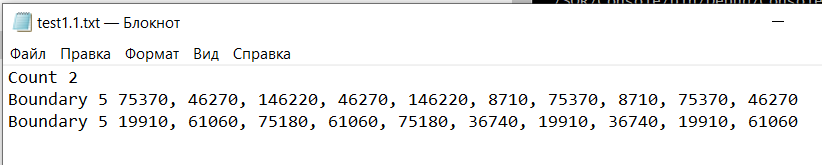 test1.1.txt — Блокнот
Файл Правка Формат Вид Справка
Count 2
Boundary 5 75370, 46270, 146220, 46270, 146220, 8710, 75370, 8710, 75370, 46270
Boundary 5 19910, 61060, 75180, 61060, 75180, 36740, 19910, 36740, 19910, 61060